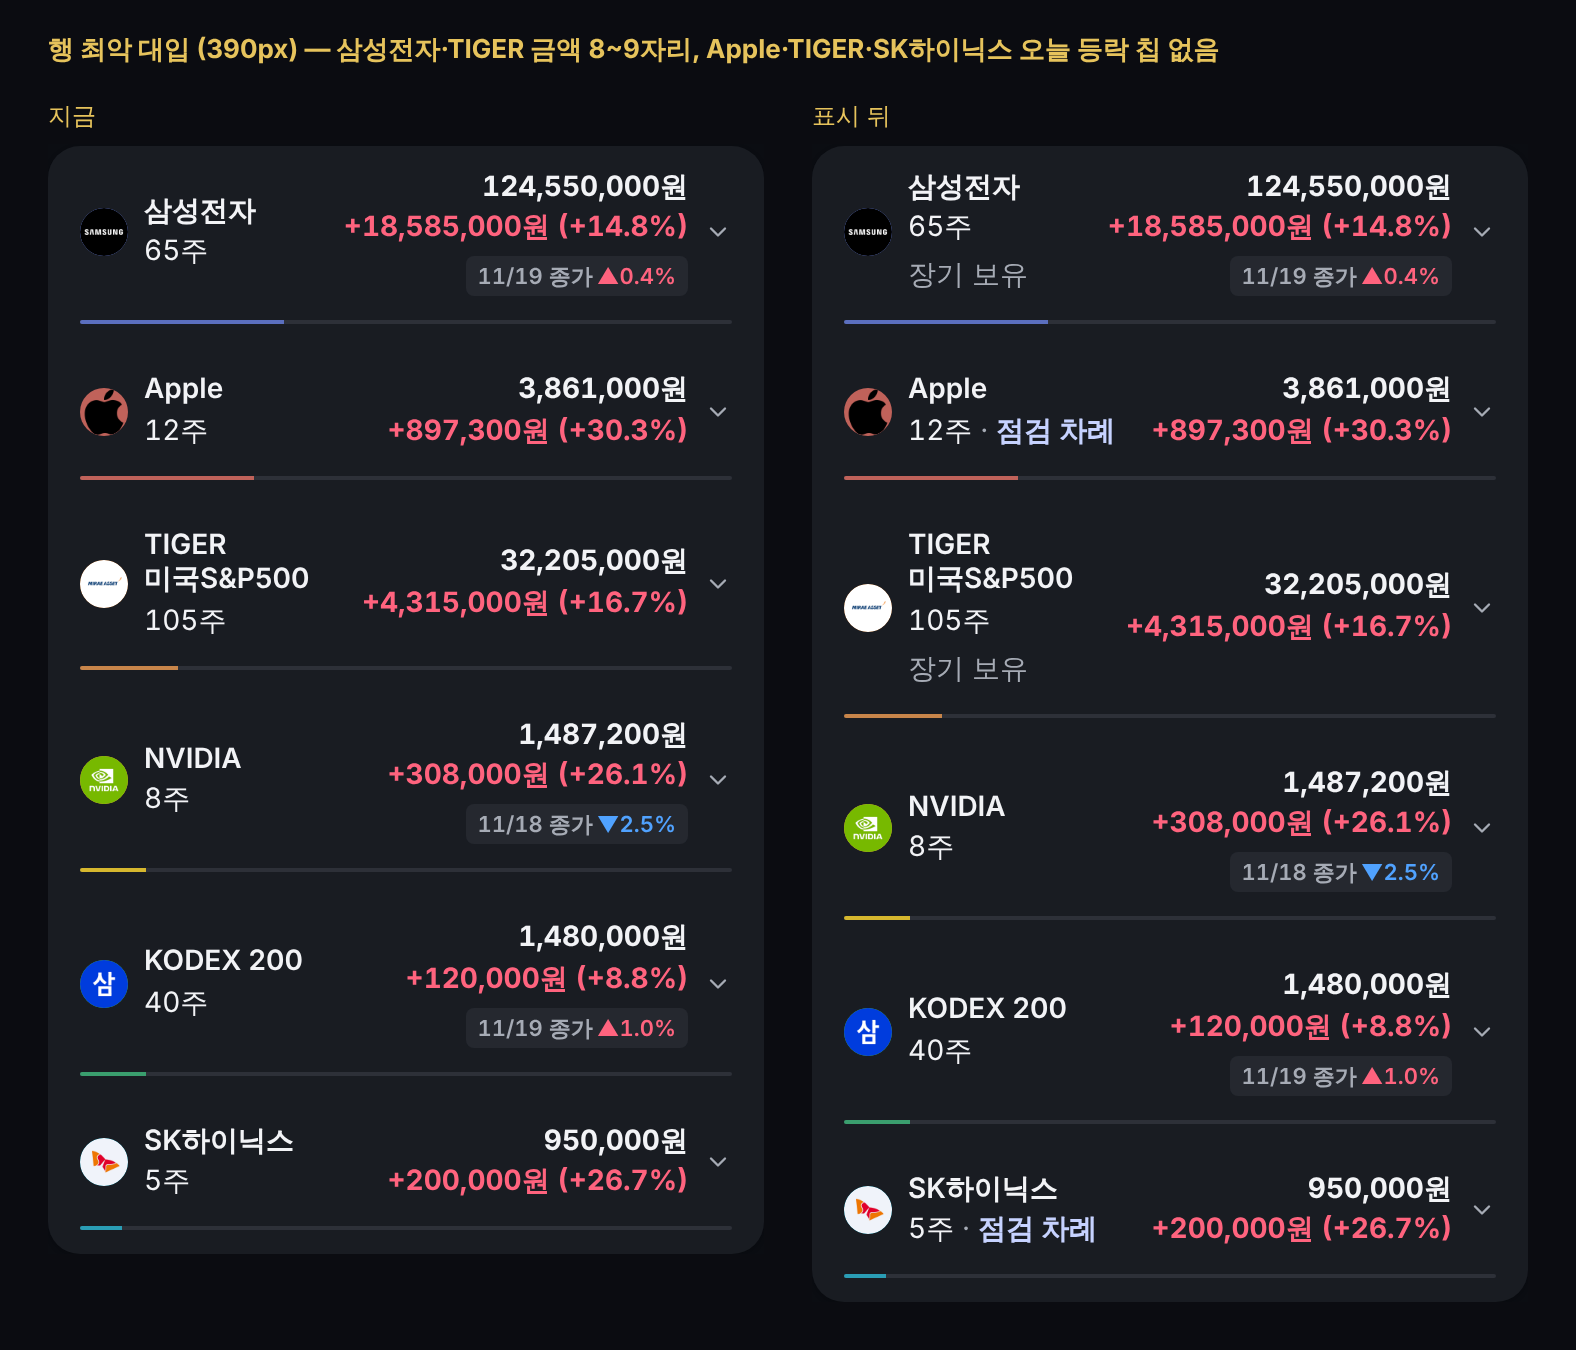 행 최악 대입 (390px) — 삼성전자·TIGER 금액 8~9자리, Apple·TIGER·SK하이닉스 오늘 등락 칩 없음
지금
SAMSUNG
삼성전자
65주
124,550,000원
+18,585,000원 (+14.8%)
11/19 종가 ▲0.4%
Apple
12주
3,861,000원
+897,300원 (+30.3%)
MIRAE ASSET
TIGER
미국S&P500
105주
32,205,000원
+4,315,000원 (+16.7%)
NVIDIA
NVIDIA
8주
1,487,200원
+308,000원 (+26.1%)
11/18 종가 ▼2.5%
삼
KODEX 200
40주
1,480,000원
+120,000원 (+8.8%)
11/19 종가 ▲1.0%
SK하이닉스
5주
950,000원
+200,000원 (+26.7%)
표시 뒤
SAMSUNG
삼성전자
65주
장기 보유
124,550,000원
+18,585,000원 (+14.8%)
11/19 종가 ▲0.4%
Apple
12주 · 점검 차례
3,861,000원
+897,300원 (+30.3%)
MIRAE ASSET
TIGER
미국S&P500
105주
장기 보유
32,205,000원
+4,315,000원 (+16.7%)
NVIDIA
NVIDIA
8주
1,487,200원
+308,000원 (+26.1%)
11/18 종가 ▼2.5%
삼
KODEX 200
40주
1,480,000원
+120,000원 (+8.8%)
11/19 종가 ▲1.0%
SK하이닉스
5주 · 점검 차례
950,000원
+200,000원 (+26.7%)